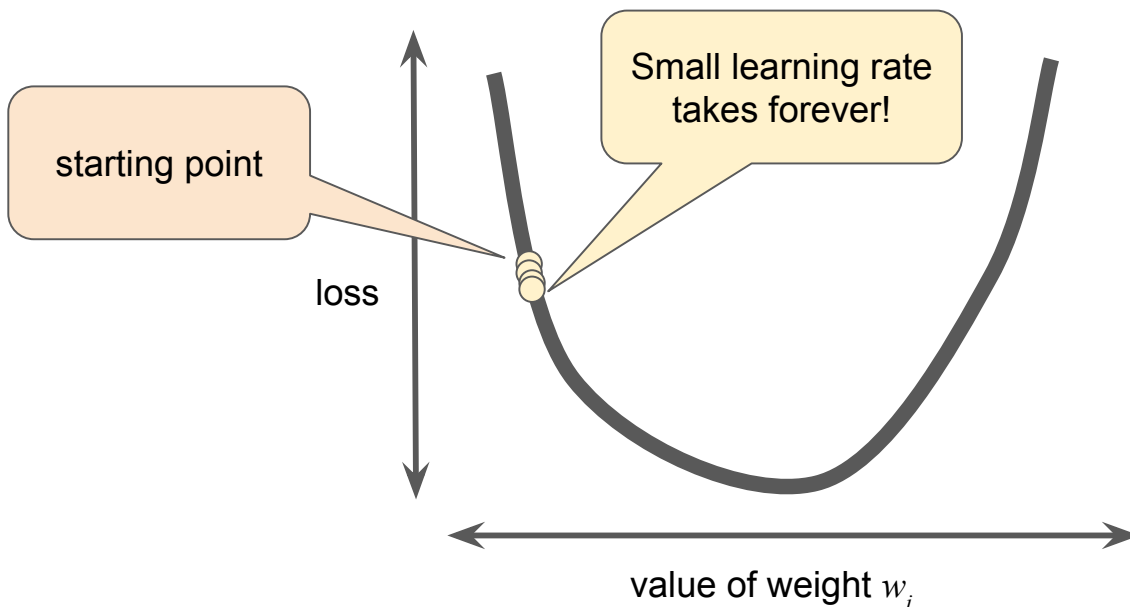 Small learning rate
takes forever!
starting point
loss
value of weight wi